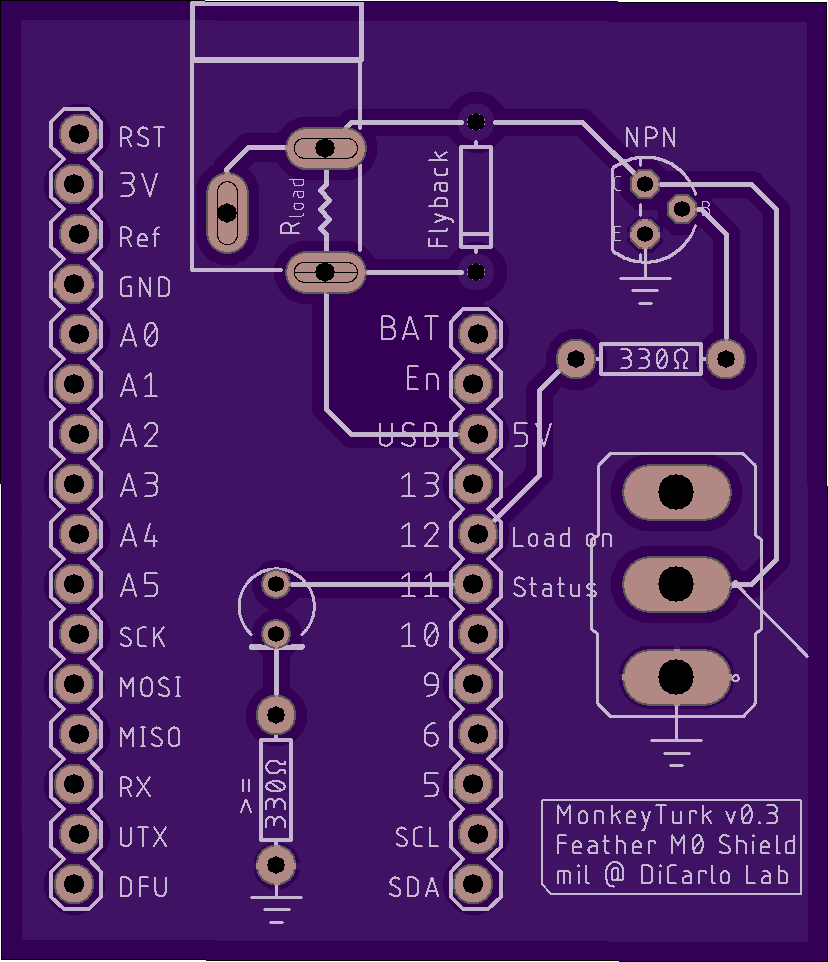 NPN
RST
C
3V
Rload
Flyback
B
Ref
E
GND
A0
BAT
330Ω
A1
En
A2
USB
5V
A3
13
A4
12
Load on
A5
11
Status
SCK
10
MOSI
9
MISO
6
>=
330Ω
RX
5
UTX
SCL
DFU
SDA
MonkeyTurk v0.3
Feather M0 Shield
mil @ DiCarlo Lab